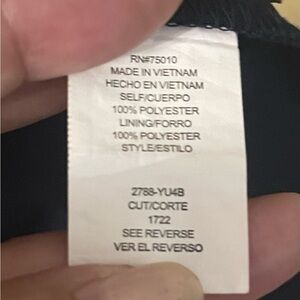 RN#75010
MADE IN VIETNAM
HECHO EN VIETNAM
SELF/CUERPO
100% POLYESTER
LINING/FORRO
100% POLYESTER
STYLE/ESTILO
2788-YU4B
CUT/CORTE
1722
SEE REVERSE
VER EL REVERSO